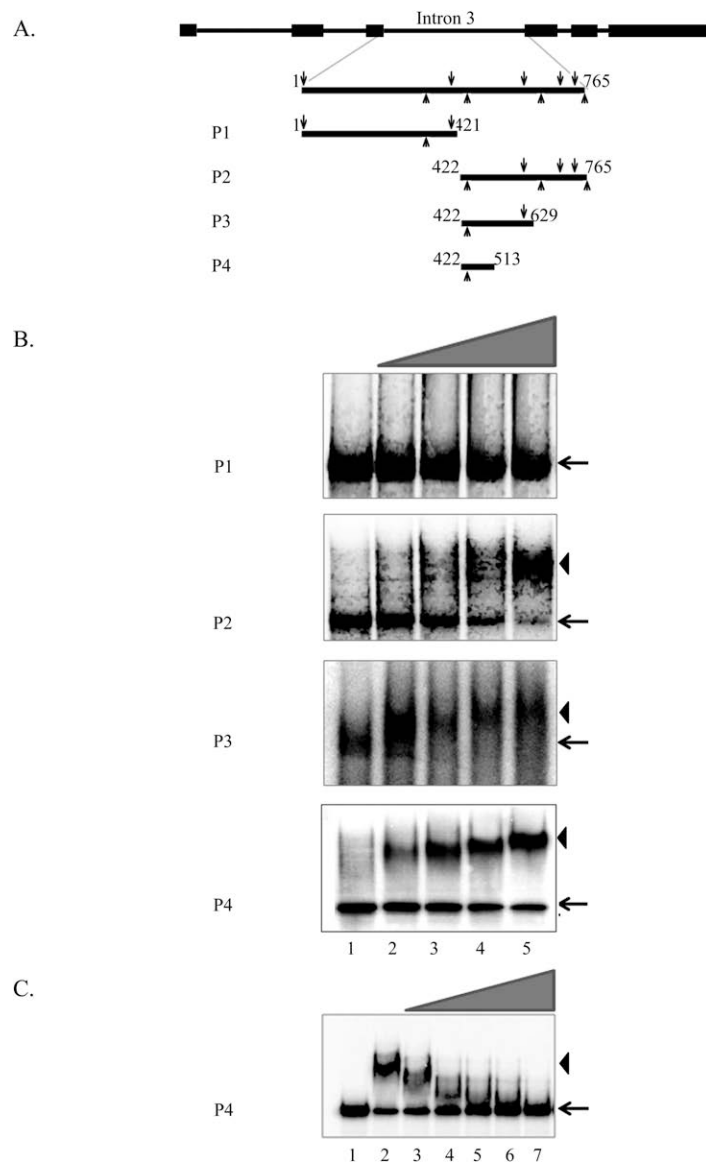 A.
Intron 3
1 765
P1 1 421
P2 422 765
P3 422 629
P4 422 513
B.
P1
P2
P3
P4
1 2 3 4 5
C.
P4
1 2 3 4 5 6 7